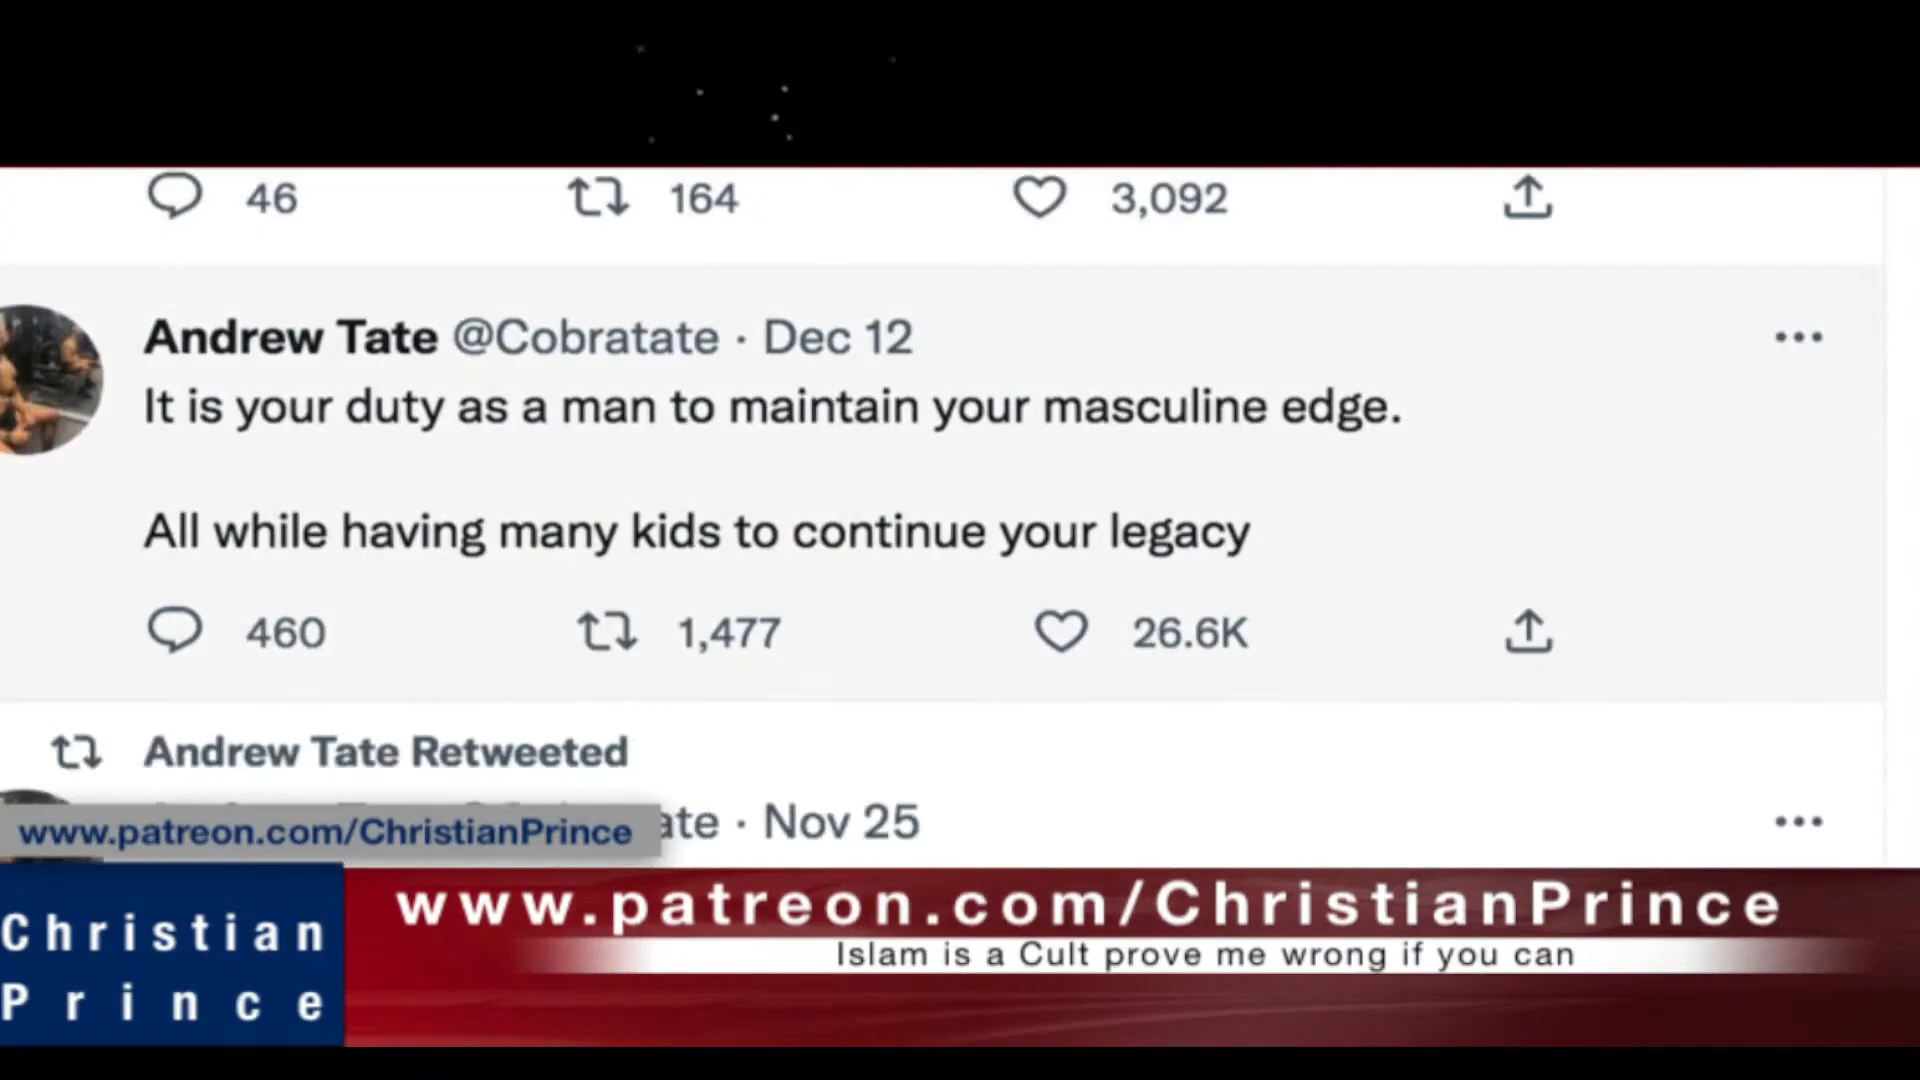 46 164 3,092
Andrew Tate @Cobratate · Dec 12
It is your duty as a man to maintain your masculine edge.
All while having many kids to continue your legacy
460 1,477 26.6K
Andrew Tate Retweeted
· Nov 25
www.patreon.com/ChristianPrince
Christian
Prince
www.patreon.com/ChristianPrince
Islam is a Cult prove me wrong if you can